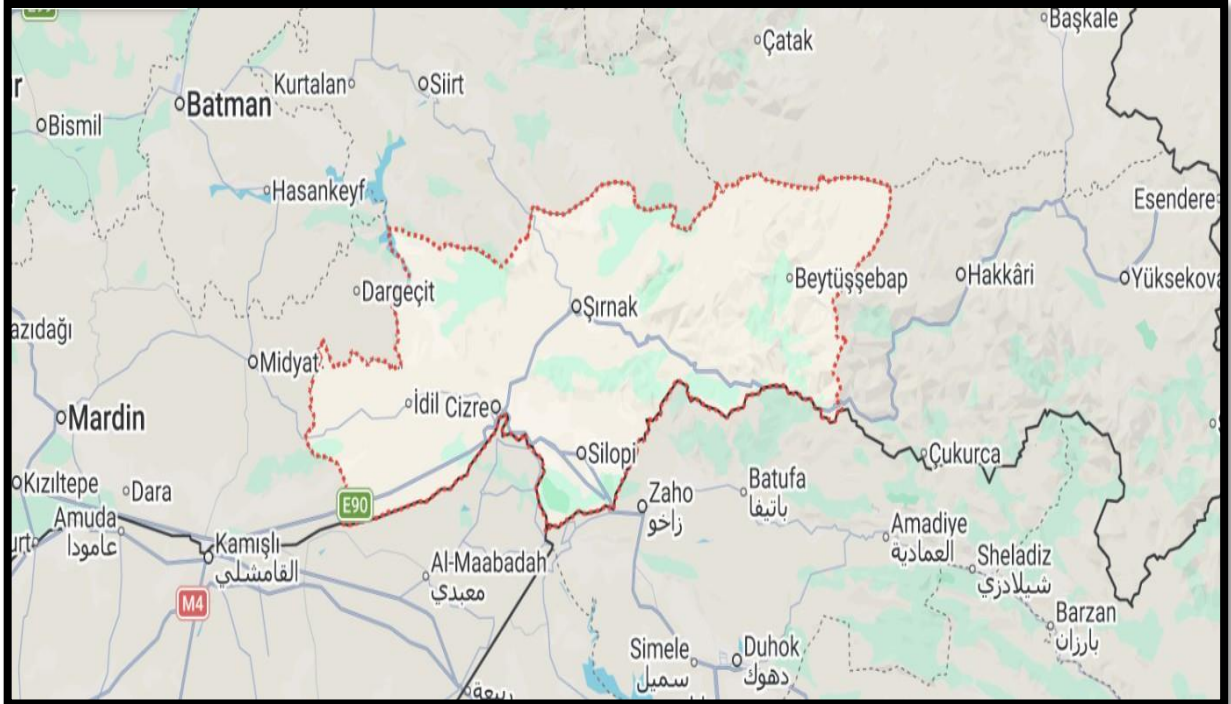 Başkale
Çatak
Kurtalan
Siirt
Batman
Bismil
Hasankeyf
Esendere
Dargeçit
Beytüşşebap
Hakkâri
Yüksekova
Şırnak
azıdağı
Midyat
Mardin
İdil
Cizre
Silopi
Çukurca
Kızıltepe
Dara
E90
Zaho
زاخو
Batufa
باتيفا
Amuda
عامودا
Amadiye
العمادية
Kamışlı
القامشلي
Al-Maabadah
معبدي
Sheladiz
شيلادزي
M4
Barzan
بارزان
Simele
سميل
Duhok
دهوك
ربيعة